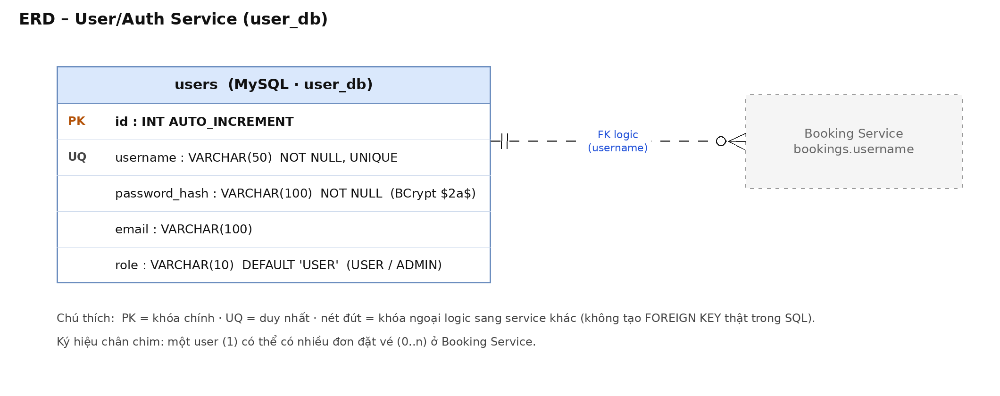 ERD – User/Auth Service (user_db)
users (MySQL · user_db)
PK id : INT AUTO_INCREMENT
UQ username : VARCHAR(50) NOT NULL, UNIQUE
password_hash : VARCHAR(100) NOT NULL (BCrypt $2a$)
email : VARCHAR(100)
role : VARCHAR(10) DEFAULT 'USER' (USER / ADMIN)
FK logic
(username)
Booking Service
bookings.username
Chú thích: PK = khóa chính · UQ = duy nhất · nét đứt = khóa ngoại logic sang service khác (không tạo FOREIGN KEY thật trong SQL).
Ký hiệu chân chim: một user (1) có thể có nhiều đơn đặt vé (0..n) ở Booking Service.